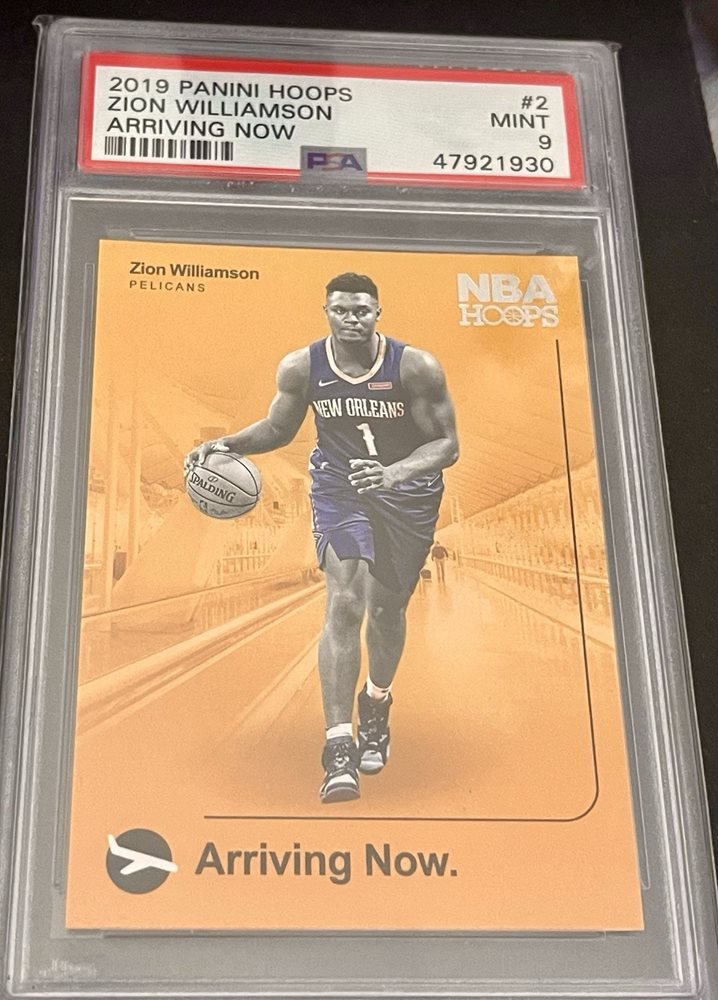 2019 PANINI HOOPS
ZION WILLIAMSON
ARRIVING NOW
#2
MINT
9
PSA
47921930
Zion Williamson
PELICANS
NBA
HOOPS
NEW ORLEANS
1
SPALDING
Arriving Now.